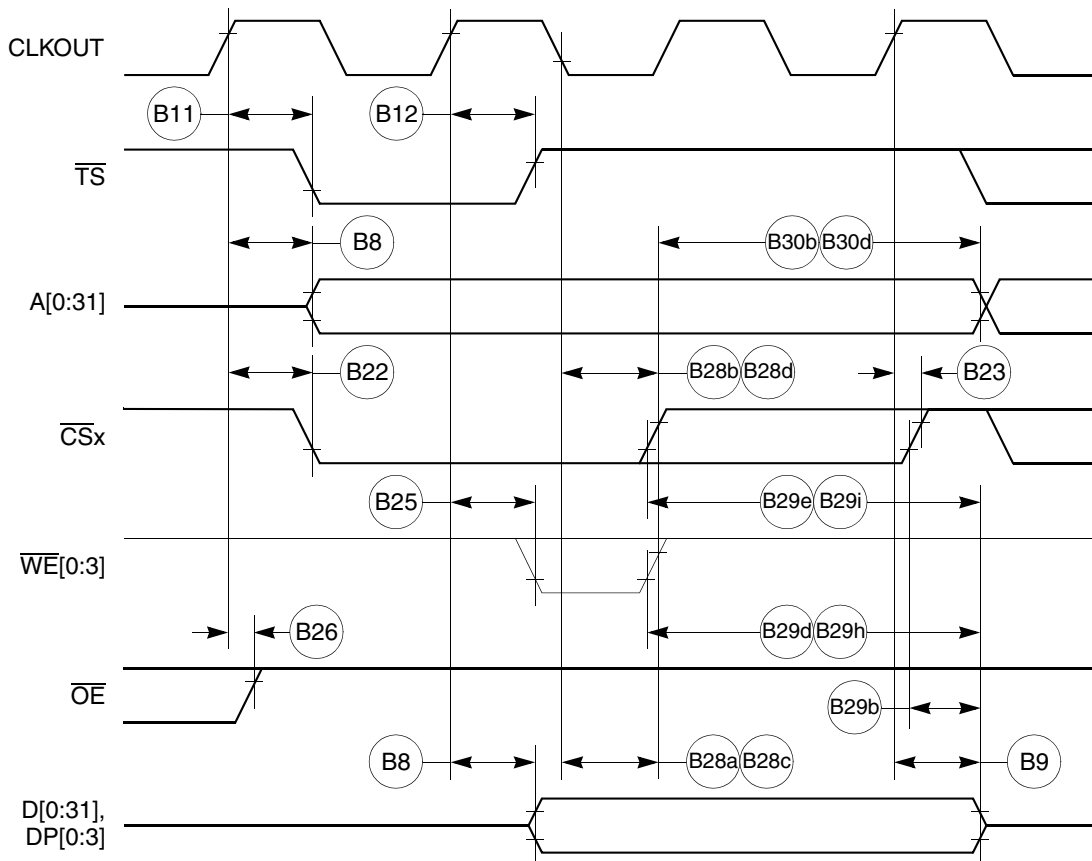 CLKOUT
B11
B12
TS
B8
B30b B30d
A[0:31]
B22
B28b B28d
B23
CSx
B25
B29e B29i
WE[0:3]
B26
B29d B29h
OE
B29b
B8
B28a B28c
B9
D[0:31],
DP[0:3]